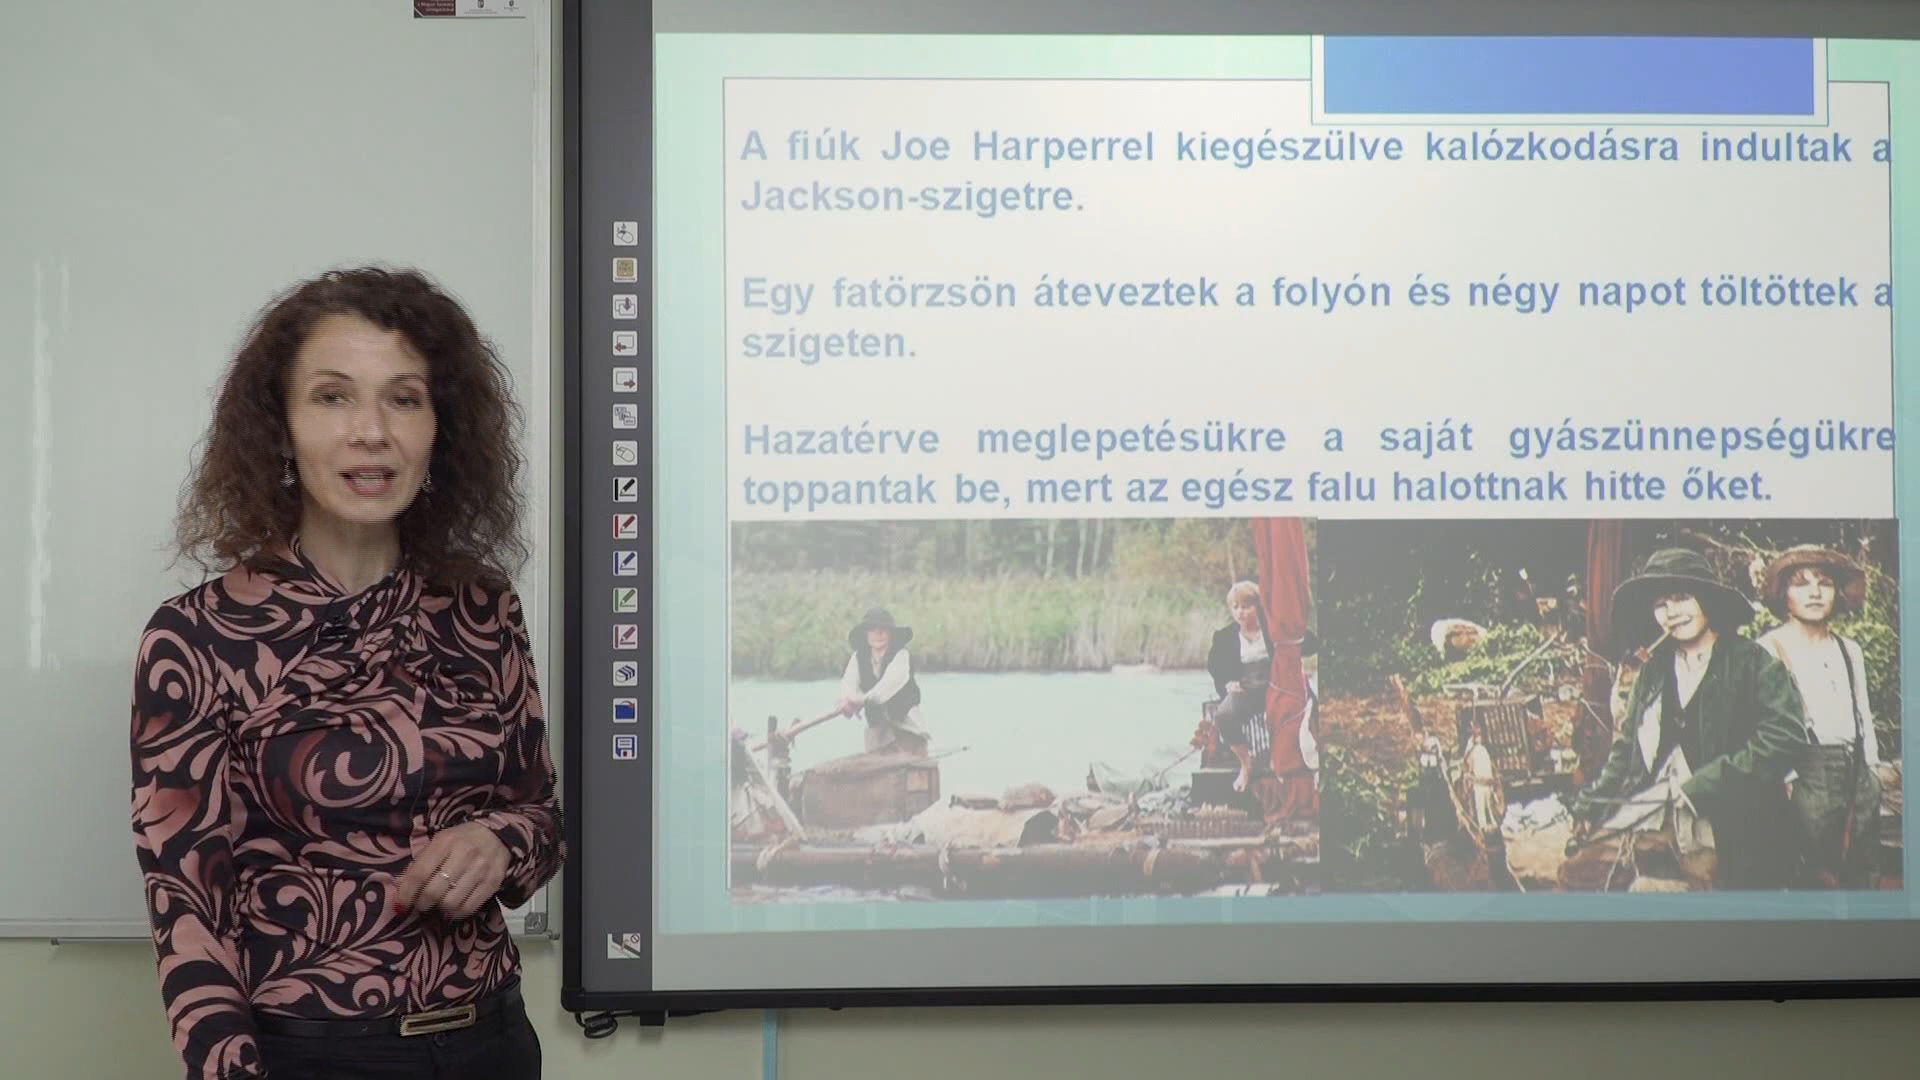 A fiúk Joe Harperrel kiegészülve kalózkodásra indultak a
Jackson-szigetre.
Egy fatörzsön áteveztek a folyón és négy napot töltöttek a
szigeten.
Hazatérve meglepetésükre a saját gyászünnepségükre
toppantak be, mert az egész falu halottnak hitte őket.